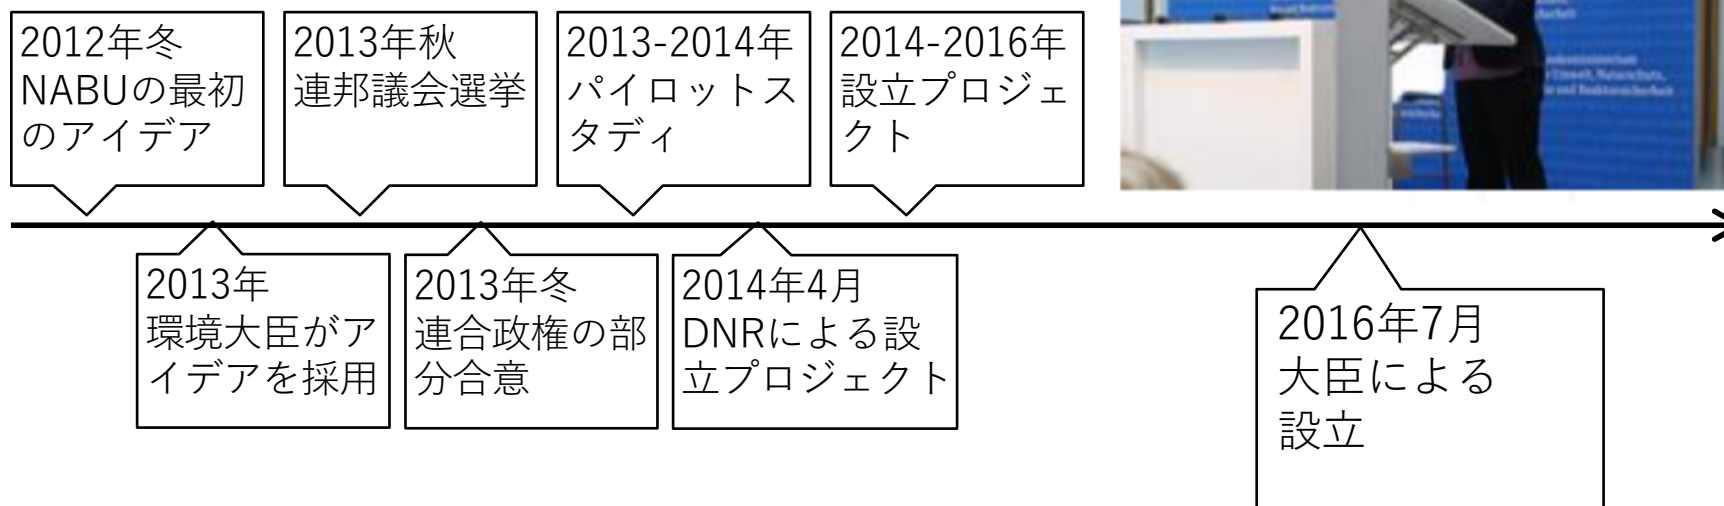 2012年冬
NABUの最初
のアイデア
2013年秋
連邦議会選挙
2013-2014年
パイロットス
タディ
2014-2016年
設立プロジェ
クト
2013年
環境大臣がア
イデアを採用
2013年冬
連合政権の部
分合意
2014年4月
DNRによる設
立プロジェクト
2016年7月
大臣による
設立